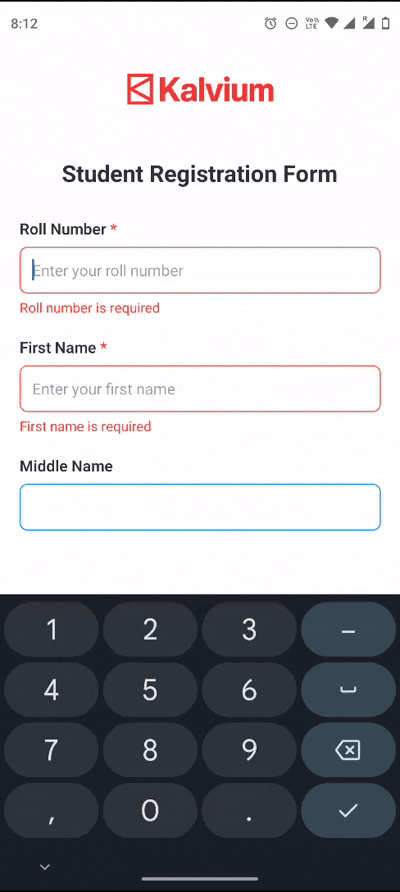 8:12
Vo)) LTE R
Kalvium
Student Registration Form
Roll Number *
Enter your roll number
Roll number is required
First Name *
Enter your first name
First name is required
Middle Name
1 2 3 –
4 5 6
7 8 9
, 0 .